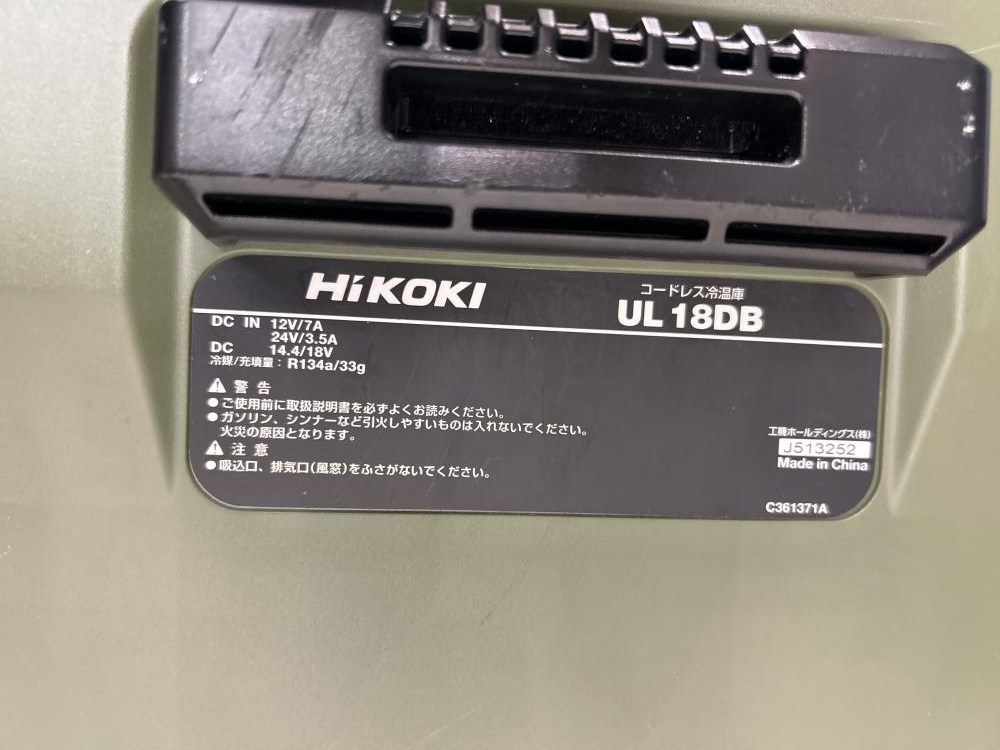 HiKOKI
コードレス冷温庫
UL 18DB
DC IN 12V/7A
24V/3.5A
DC 14.4/18V
冷媒/充填量：R134a/33g
⚠ 警告
●ご使用前に取扱説明書を必ずよくお読みください。
●ガソリン、シンナーなど引火しやすいものは入れないでください。
火災の原因となります。
⚠ 注意
●吸込口、排気口(風窓)をふさがないでください。
工機ホールディングス(株)
J513252
Made in China
C361371A